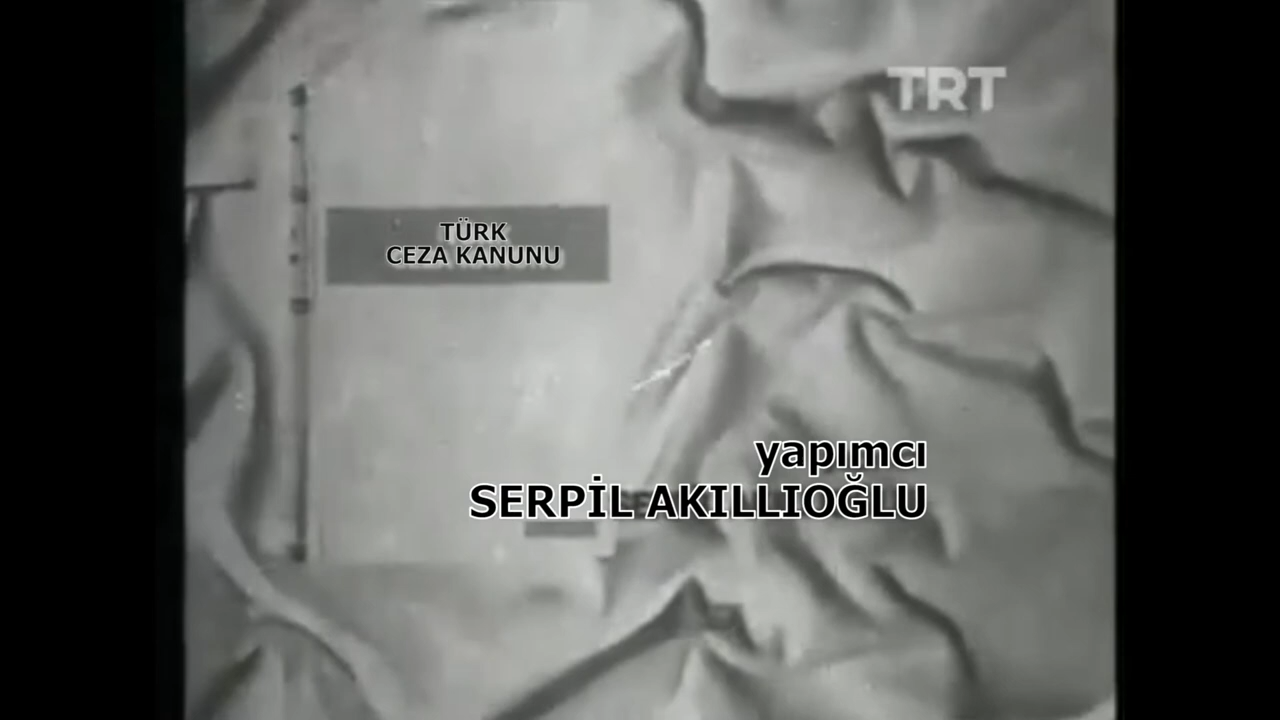 TRT
TÜRK
CEZA KANUNU
yapımcı
SERPİL AKILLIOĞLU